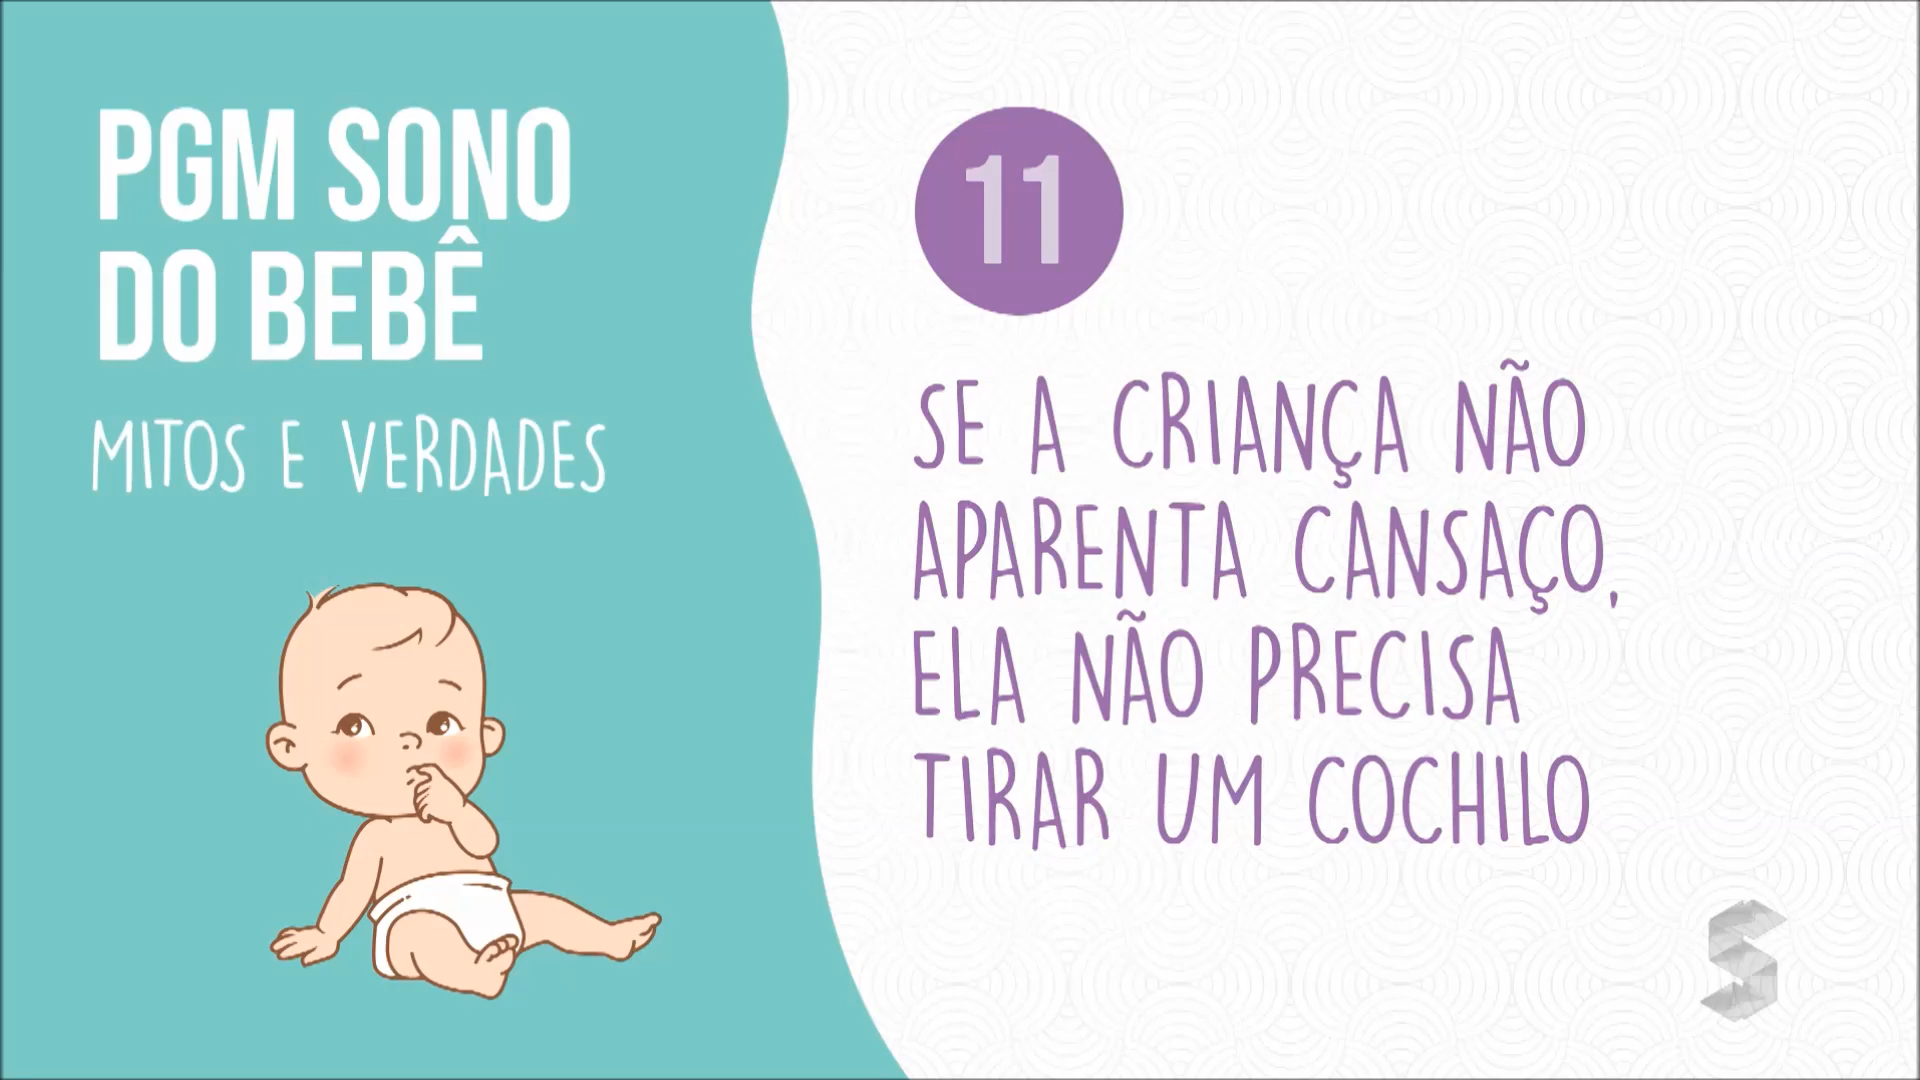 PGM SONO
DO BEBÊ
MITOS E VERDADES
11
SE A CRIANÇA NÃO
APARENTA CANSAÇO,
ELA NÃO PRECISA
TIRAR UM COCHILO